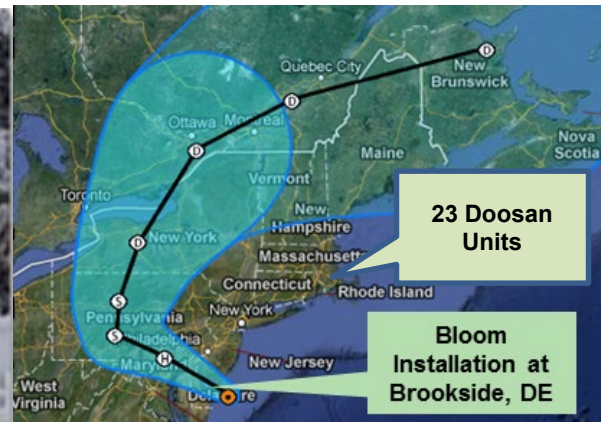 Quebec City
New
Brunswick
Ottawa
Montreal
Nova
Scotia
Maine
Toronto
Vermont
New
Hampshire
23 Doosan
Units
New York
Massachusetts
Connecticut
Rhode Island
Pennsylvania
New York
Philadelphia
Maryland
New Jersey
West
Virginia
Delaware
Bloom
Installation at
Brookside, DE
D
D
D
D
S
S
H